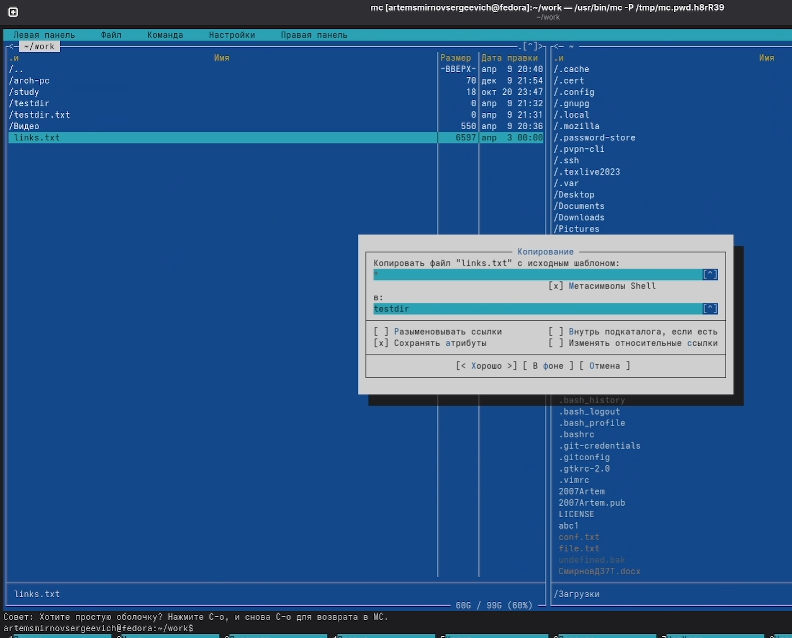 mc [artemsmirnovsergeevich@fedora]:~/work — /usr/bin/mc -P /tmp/mc.pwd.h8rR39
~/work
Левая панель Файл Команда Настройки Правая панель
<─ ~/work .[^]>
.и Имя Размер Дата правки
/.. -ВВЕРХ- апр 9 20:40
/arch-pc 70 дек 9 21:54
/study 18 окт 20 23:47
/testdir 0 апр 9 21:32
/testdir.txt 0 апр 9 21:31
/Видео 550 апр 9 20:36
links.txt 6597 апр 3 00:00
<─ ~
.и Имя
/.cache
/.cert
/.config
/.gnupg
/.local
/.mozilla
/.password-store
/.pvpn-cli
/.ssh
/.texlive2023
/.var
/Desktop
/Documents
/Downloads
/Pictures
Копирование
Копировать файл "links.txt" с исходным шаблоном:
* [^]
[x] Метасимволы Shell
в:
testdir [^]
[ ] Разыменовывать ссылки [ ] Внутрь подкаталога, если есть
[x] Сохранять атрибуты [ ] Изменять относительные ссылки
[< Хорошо >] [ В фоне ] [ Отмена ]
.bash_history
.bash_logout
.bash_profile
.bashrc
.git-credentials
.gitconfig
.gtkrc-2.0
.vimrc
2007Artem
2007Artem.pub
LICENSE
abc1
conf.txt
file.txt
undefined.bak
СмирновД37Т.docx
links.txt
60G / 99G (60%)
/Загрузки
Совет: Хотите простую оболочку? Нажмите C-o, и снова C-o для возврата в MC.
artemsmirnovsergeevich@fedora:~/work$